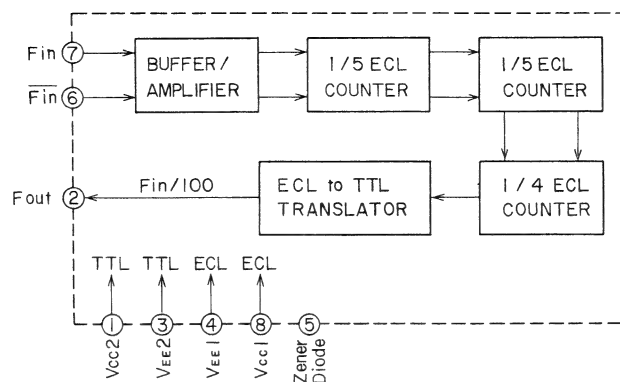 Fin ⑦
BUFFER/
AMPLIFIER
1/5 ECL
COUNTER
1/5 ECL
COUNTER
Fin ⑥
Fout ②
Fin/100
ECL to TTL
TRANSLATOR
1/4 ECL
COUNTER
TTL TTL ECL ECL
① ③ ④ ⑧ ⑤
Vcc2
VEE2
VEE1
Vcc1
Zener
Diode